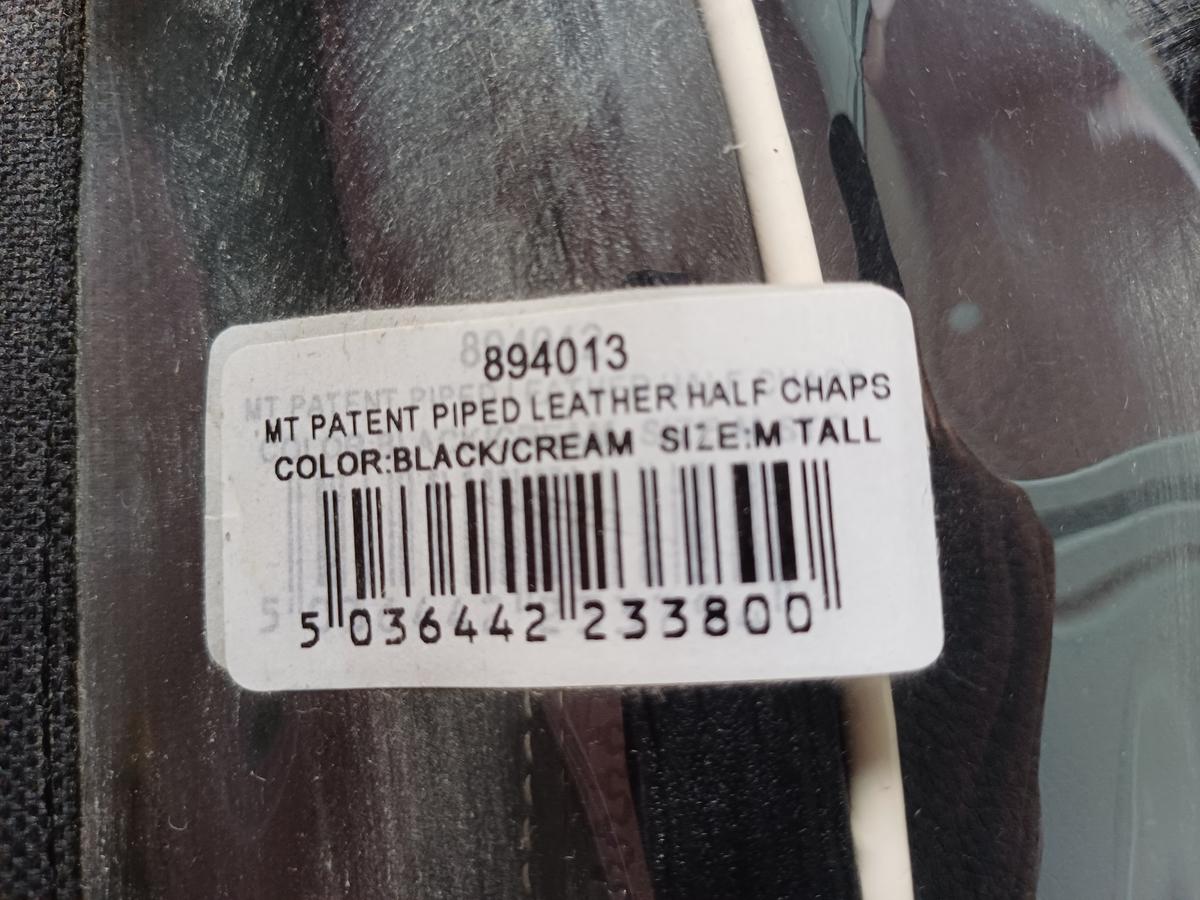 894013
MT PATENT PIPED LEATHER HALF CHAPS
COLOR:BLACK/CREAM SIZE:M TALL
5 036442 233800